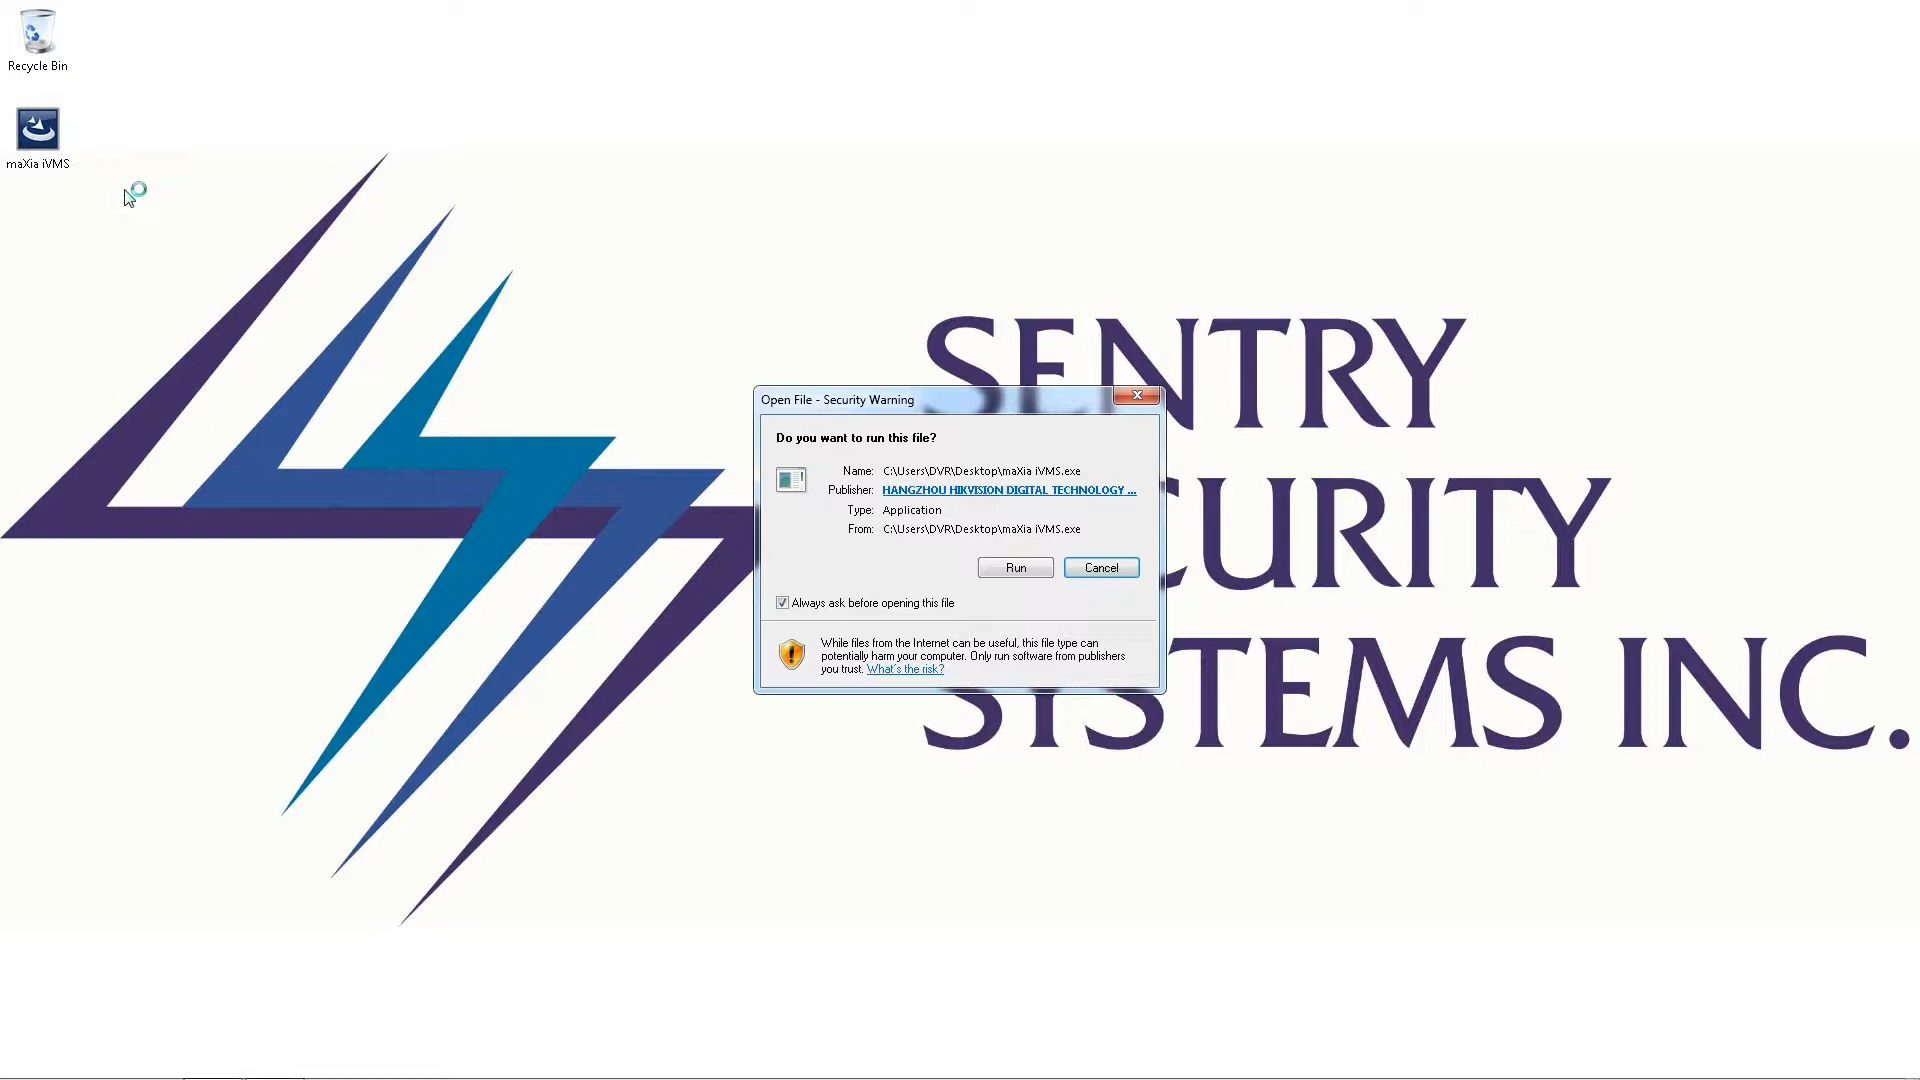 Recycle Bin
maXia iVMS
SENTRY
SECURITY
SYSTEMS INC.
Open File - Security Warning
Do you want to run this file?
Name: C:\Users\DVR\Desktop\maXia iVMS.exe
Publisher: HANGZHOU HIKVISION DIGITAL TECHNOLOGY ...
Type: Application
From: C:\Users\DVR\Desktop\maXia iVMS.exe
Run Cancel
Always ask before opening this file
While files from the Internet can be useful, this file type can
potentially harm your computer. Only run software from publishers
you trust. What's the risk?